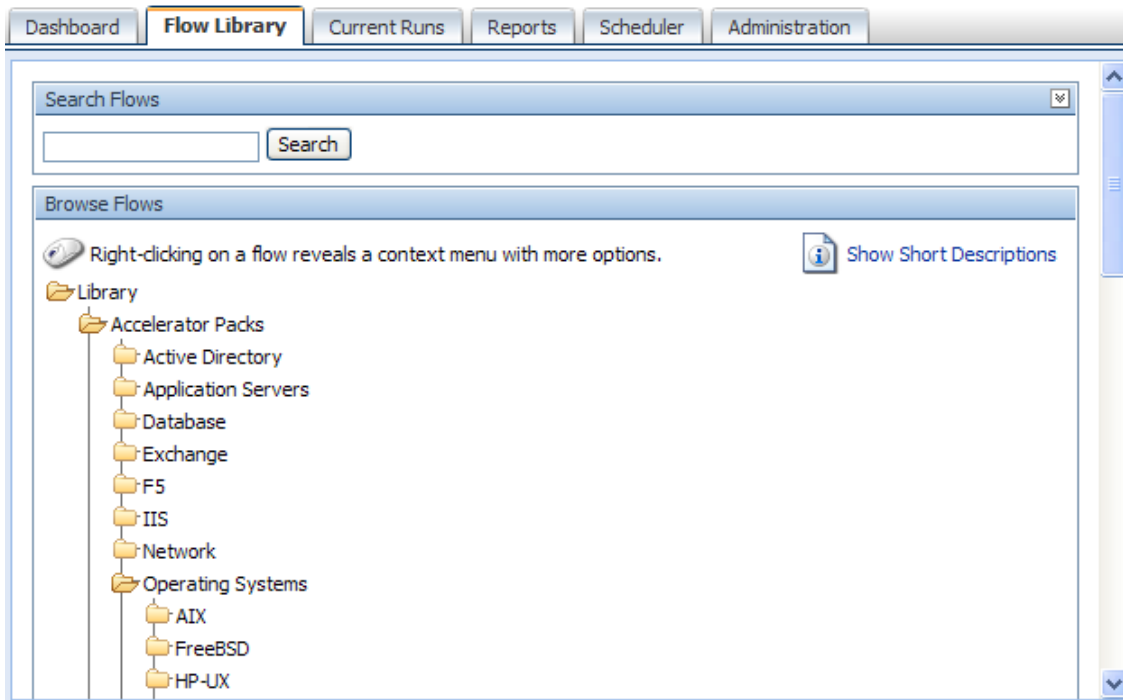 Dashboard Flow Library Current Runs Reports Scheduler Administration
Search Flows
Search
Browse Flows
Right-clicking on a flow reveals a context menu with more options. Show Short Descriptions
Library
Accelerator Packs
Active Directory
Application Servers
Database
Exchange
F5
IIS
Network
Operating Systems
AIX
FreeBSD
HP-UX